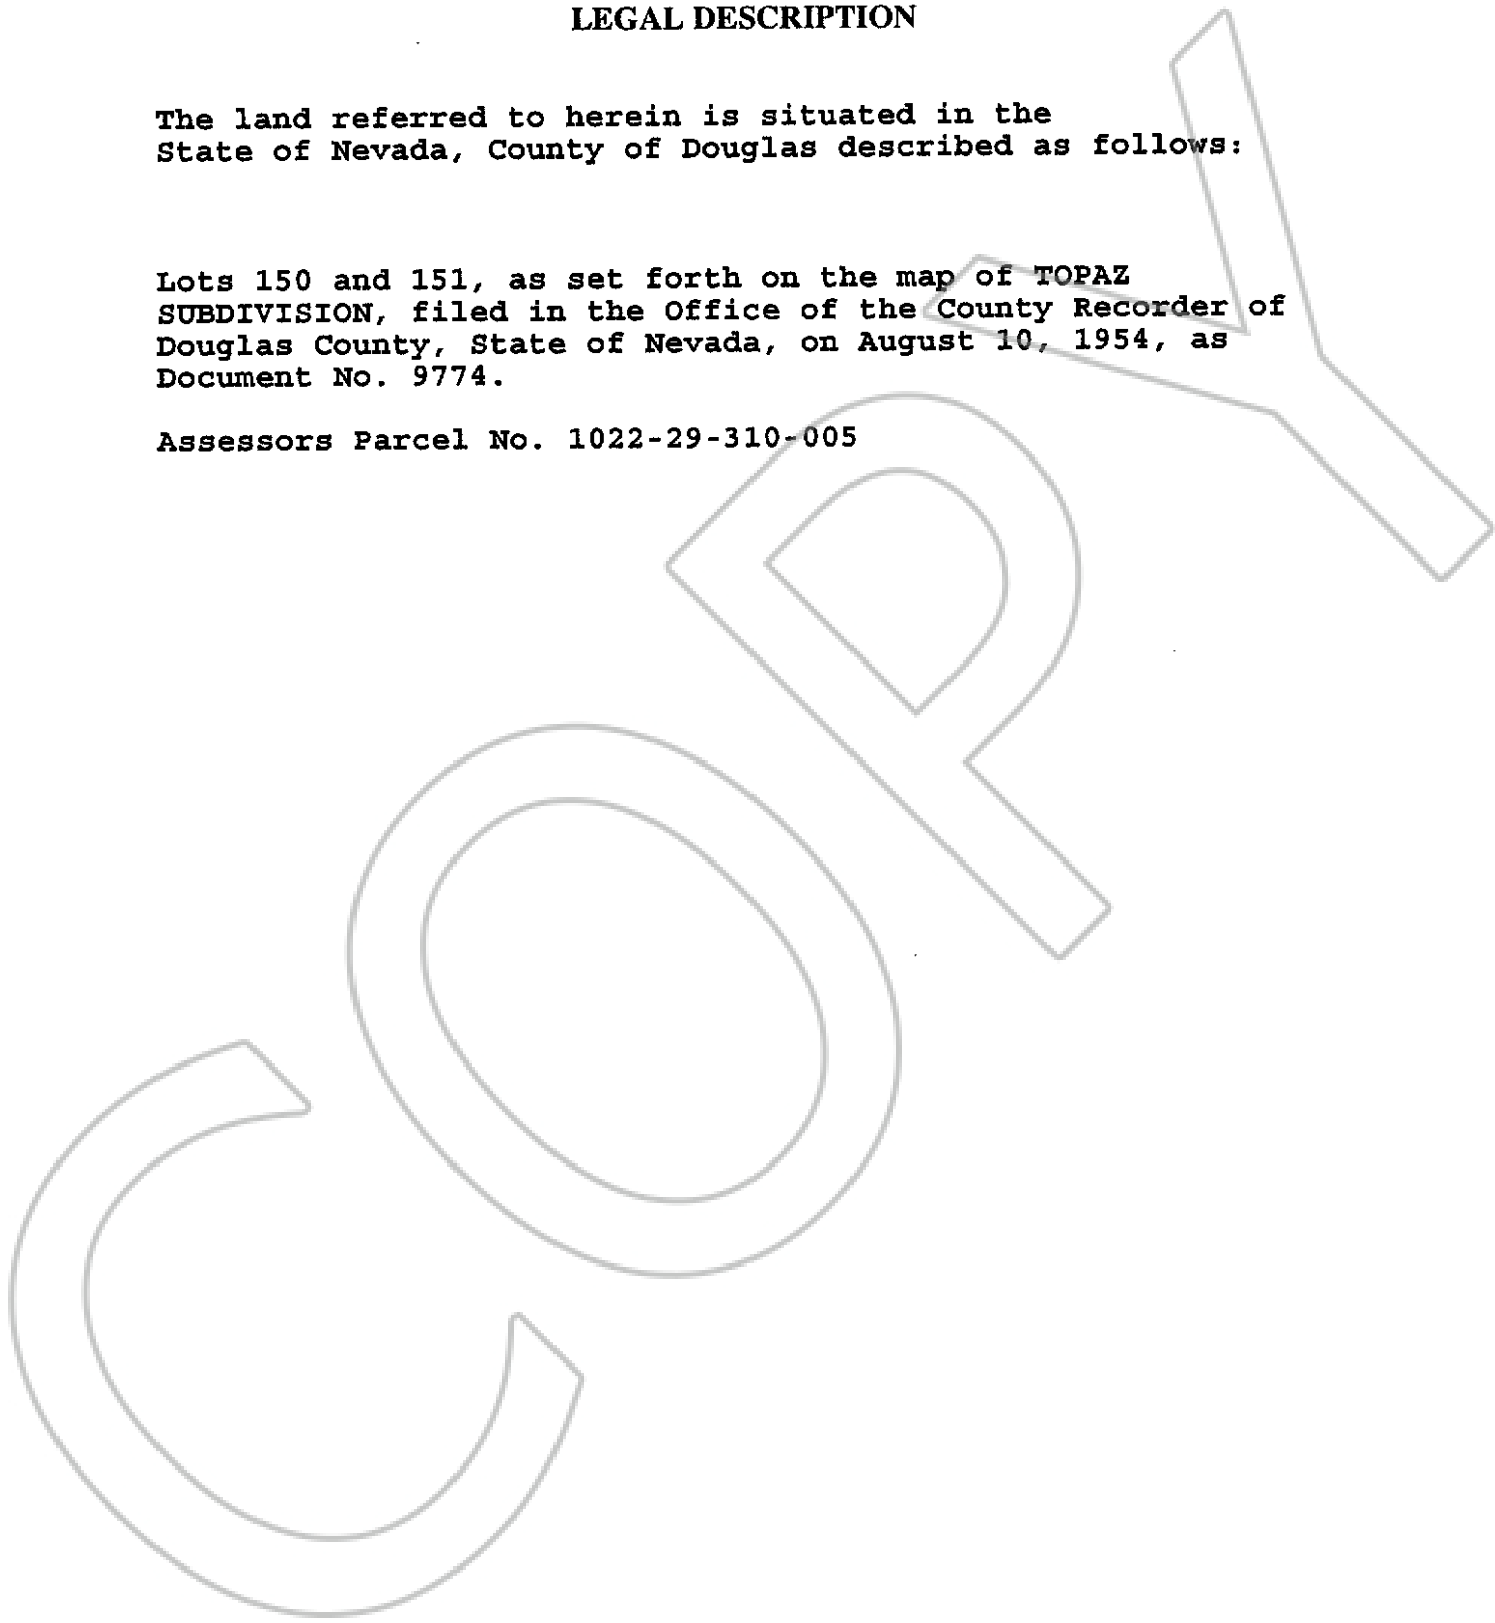 LEGAL DESCRIPTION
The land referred to herein is situated in the
State of Nevada, County of Douglas described as follows:
Lots 150 and 151, as set forth on the map of TOPAZ
SUBDIVISION, filed in the Office of the County Recorder of
Douglas County, State of Nevada, on August 10, 1954, as
Document No. 9774.
Assessors Parcel No. 1022-29-310-005
COPY